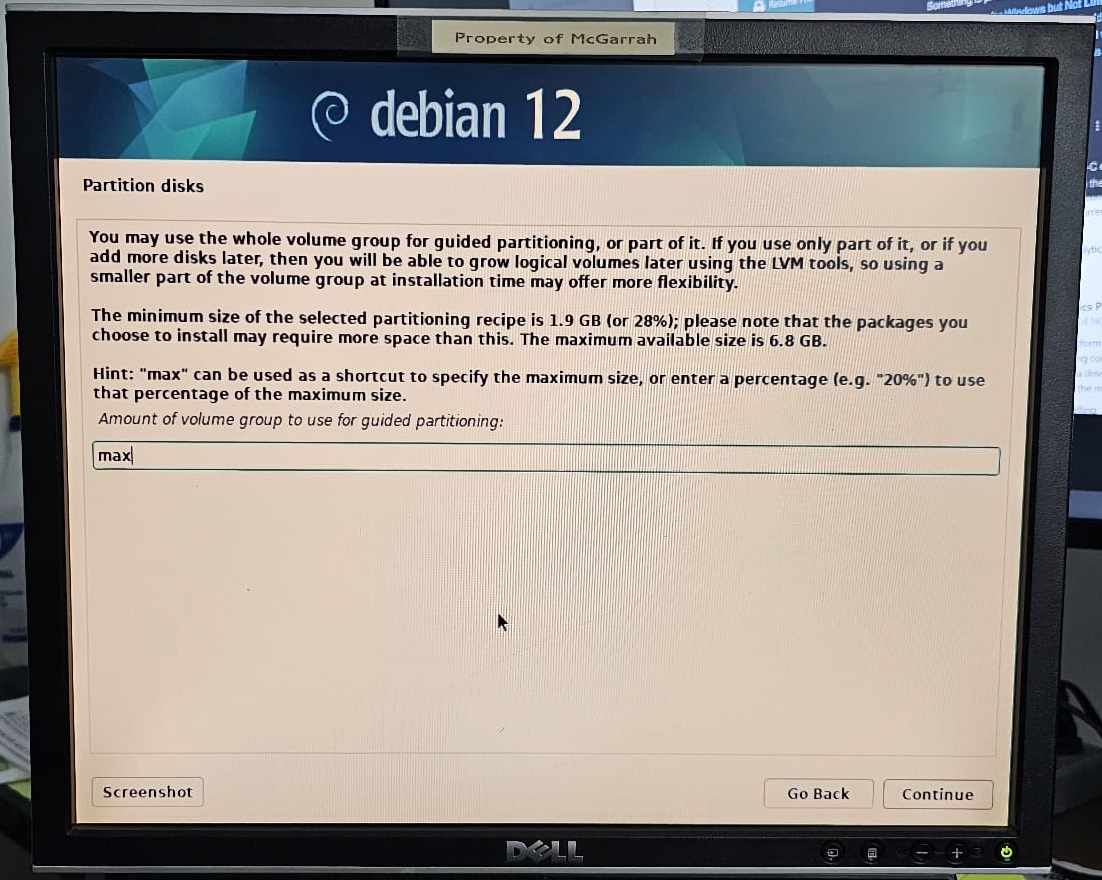 Resume
Something
Windows but Not Lin
Property of McGarrah
debian 12
Partition disks
You may use the whole volume group for guided partitioning, or part of it. If you use only part of it, or if you
add more disks later, then you will be able to grow logical volumes later using the LVM tools, so using a
smaller part of the volume group at installation time may offer more flexibility.
The minimum size of the selected partitioning recipe is 1.9 GB (or 28%); please note that the packages you
choose to install may require more space than this. The maximum available size is 6.8 GB.
Hint: "max" can be used as a shortcut to specify the maximum size, or enter a percentage (e.g. "20%") to use
that percentage of the maximum size.
Amount of volume group to use for guided partitioning:
max
Screenshot
Go Back
Continue
DELL